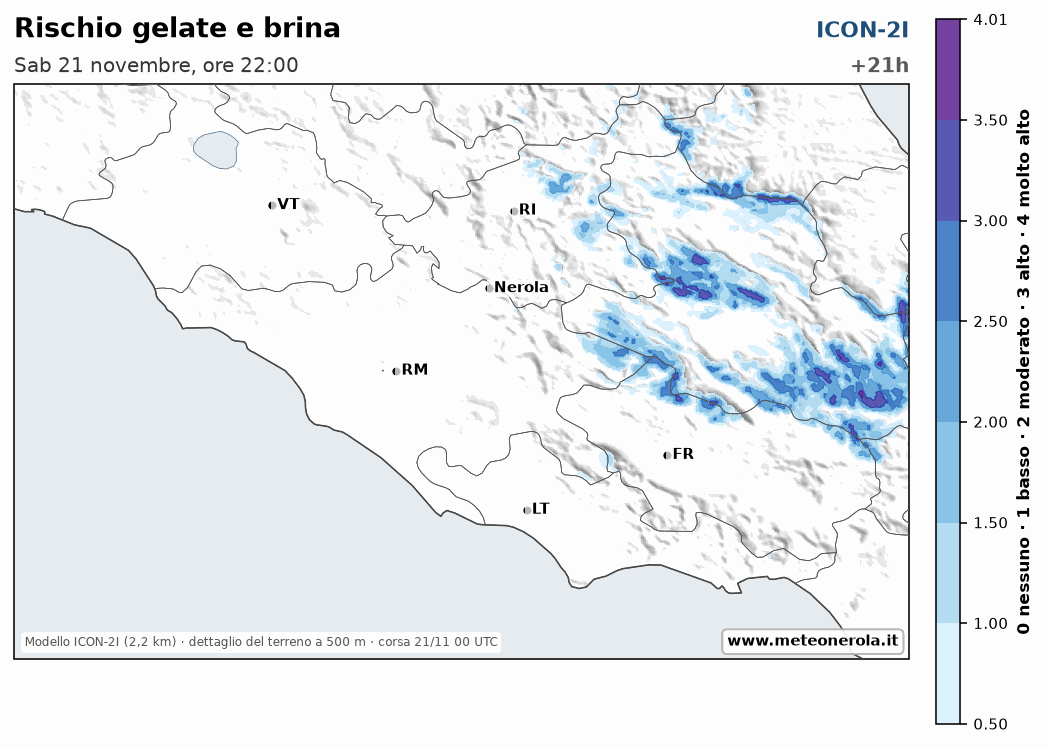 Rischio gelate e brina
ICON-2I
Sab 21 novembre, ore 22:00
+21h
4.01
3.50
3.00
2.50
2.00
1.50
1.00
0.50
0 nessuno · 1 basso · 2 moderato · 3 alto · 4 molto alto
VT
RI
Nerola
RM
FR
LT
Modello ICON-2I (2,2 km) · dettaglio del terreno a 500 m · corsa 21/11 00 UTC
www.meteonerola.it